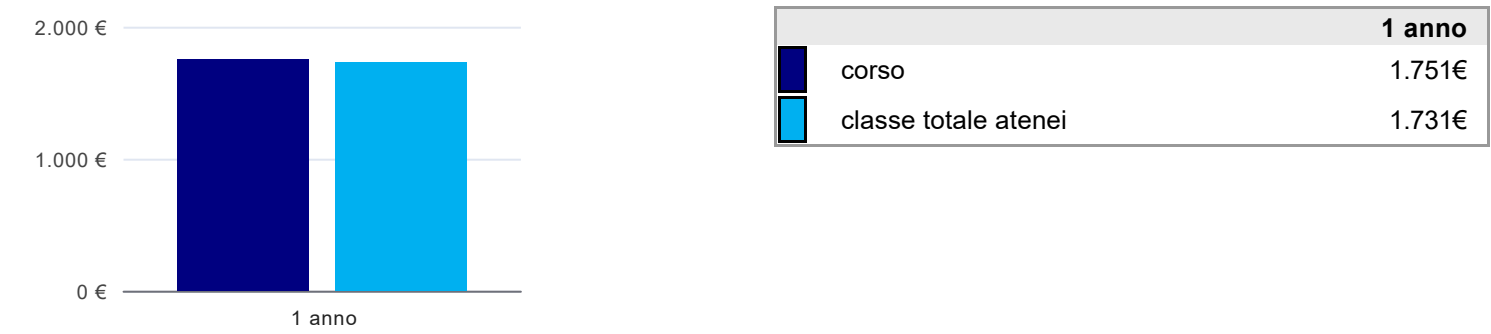 2.000 €
1.000 €
0 €
1 anno
1 anno
corso 1.751€
classe totale atenei 1.731€